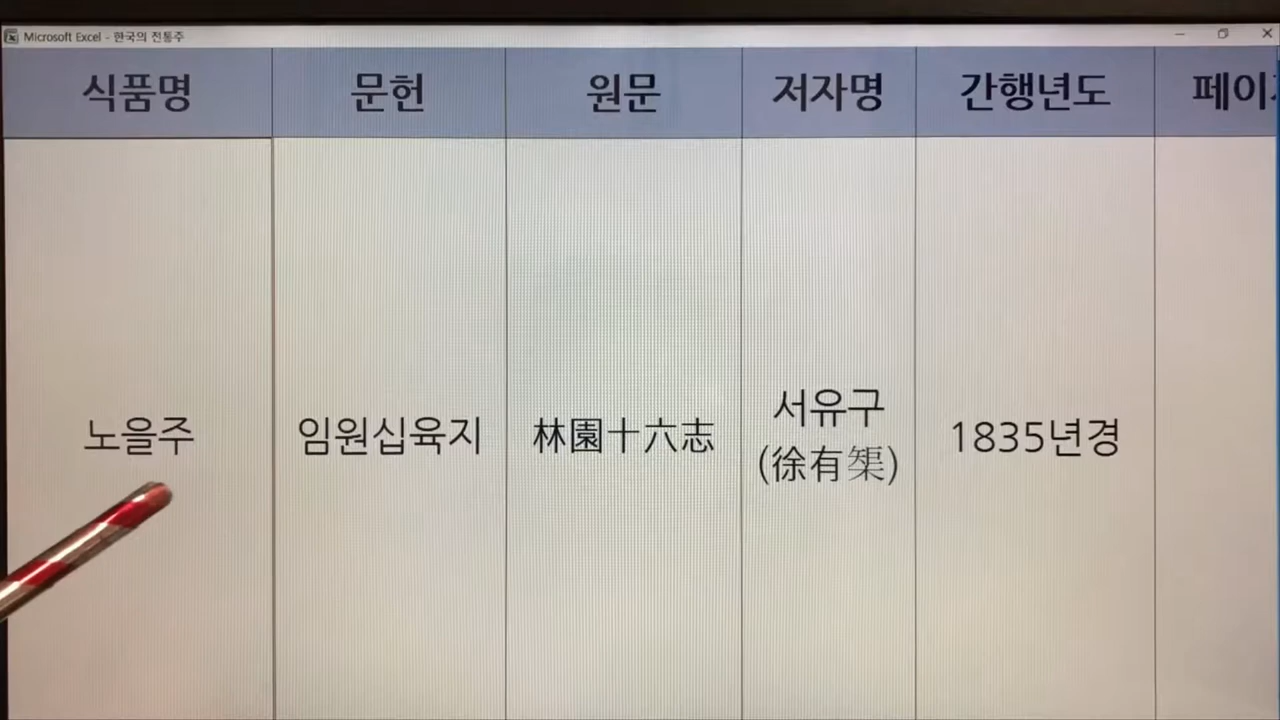 Microsoft Excel - 한국의 전통주
식품명 문헌 원문 저자명 간행년도
노을주 임원십육지 林園十六志 서유구 1835년경
(徐有榘)